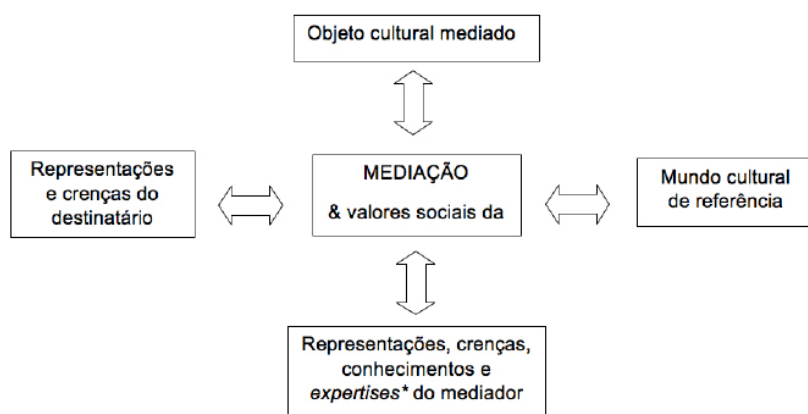 Objeto cultural mediado
Representações
e crenças do
destinatário
MEDIAÇÃO
& valores sociais da
Mundo cultural
de referência
Representações, crenças,
conhecimentos e
expertises* do mediador